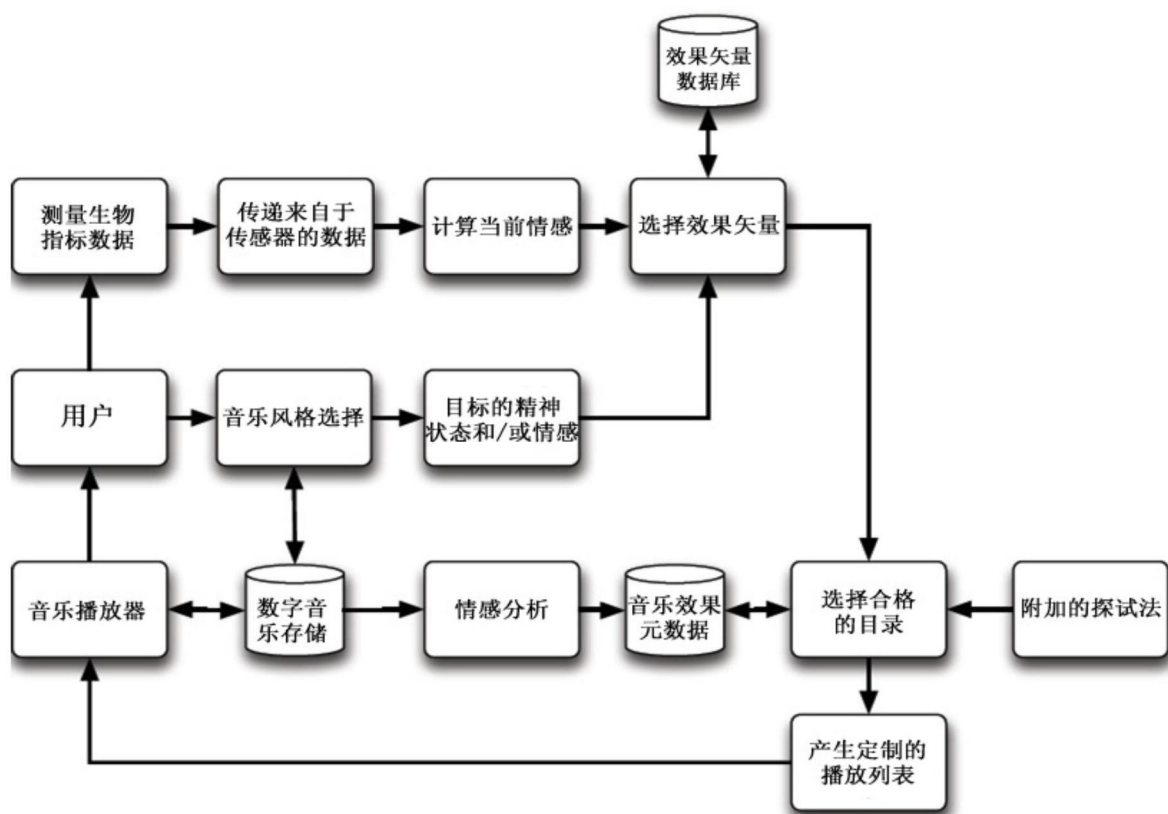 效果矢量
数据库
测量生物
指标数据
传递来自于
传感器的数据
计算当前情感
选择效果矢量
用户
音乐风格选择
目标的精神
状态和/或情感
音乐播放器
数字音
乐存储
情感分析
音乐效果
元数据
选择合格
的目录
附加的探试法
产生定制的
播放列表